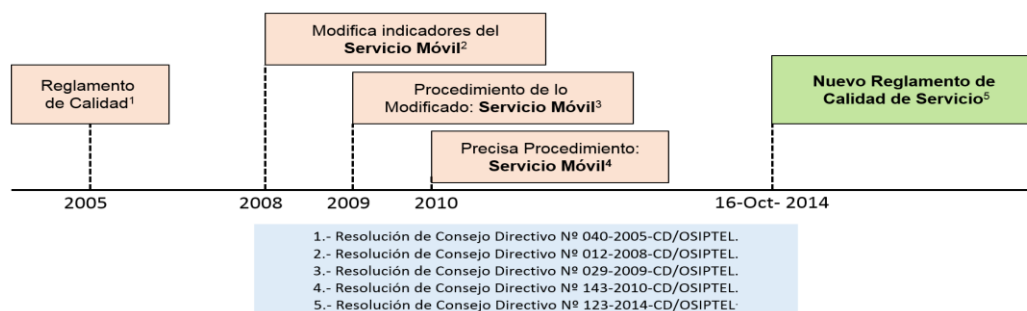 Modifica indicadores del
Servicio Móvil²
Reglamento
de Calidad¹
Procedimiento de lo
Modificado: Servicio Móvil³
Nuevo Reglamento de
Calidad de Servicio⁵
Precisa Procedimiento:
Servicio Móvil⁴
2005
2008
2009
2010
16-Oct- 2014
1.- Resolución de Consejo Directivo Nº 040-2005-CD/OSIPTEL.
2.- Resolución de Consejo Directivo Nº 012-2008-CD/OSIPTEL.
3.- Resolución de Consejo Directivo Nº 029-2009-CD/OSIPTEL.
4.- Resolución de Consejo Directivo Nº 143-2010-CD/OSIPTEL.
5.- Resolución de Consejo Directivo Nº 123-2014-CD/OSIPTEL.